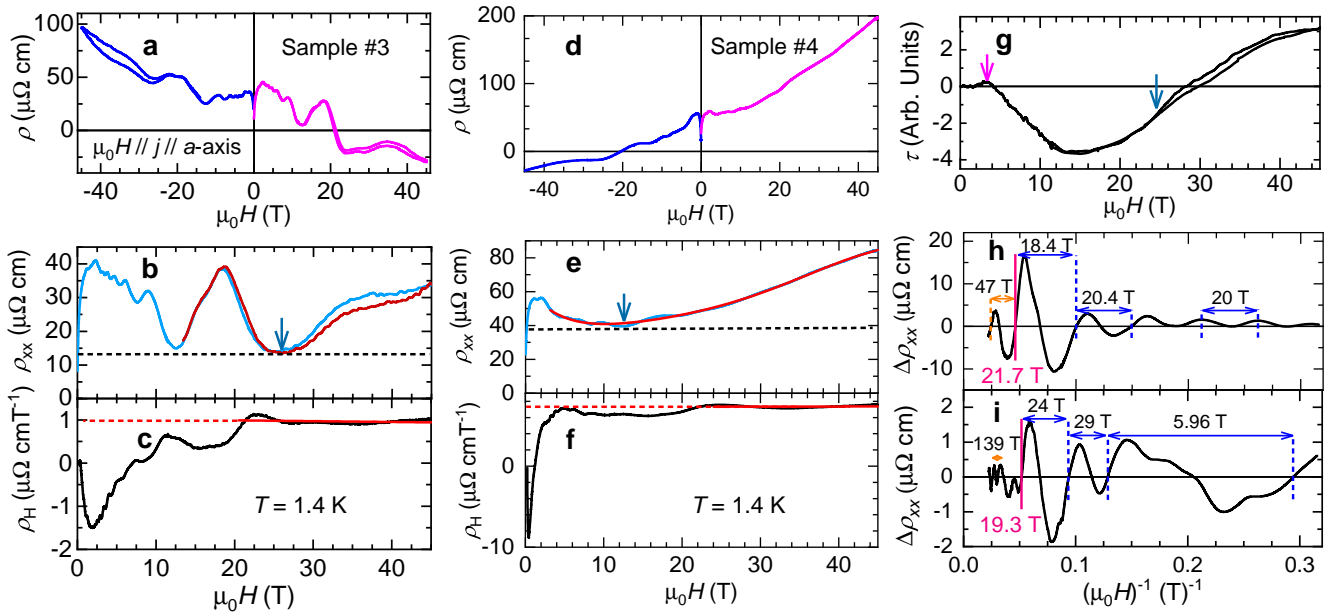 a
Sample #3
ρ (μΩ cm)
100
50
0
μ₀H // j // a-axis
-40 -20 0 20 40
μ₀H (T)
b
ρxx (μΩ cm)
40
30
20
10
0
c
ρH (μΩ cmT⁻¹)
1
0
-1
-2
T = 1.4 K
0 10 20 30 40
μ₀H (T)
d
Sample #4
ρ (μΩ cm)
200
100
0
-40 -20 0 20 40
μ₀H (T)
e
ρxx (μΩ cm)
80
60
40
20
0
f
ρH (μΩ cmT⁻¹)
0
-10
T = 1.4 K
0 10 20 30 40
μ₀H (T)
g
τ (Arb. Units)
2
0
-2
-4
0 10 20 30 40
μ₀H (T)
h
Δρxx (μΩ cm)
20
10
0
-10
47 T
18.4 T
20.4 T
20 T
21.7 T
i
Δρxx (μΩ cm)
2
1
0
1
2
139 T
24 T
29 T
5.96 T
19.3 T
0.0 0.1 0.2 0.3
(μ₀H)⁻¹ (T)⁻¹